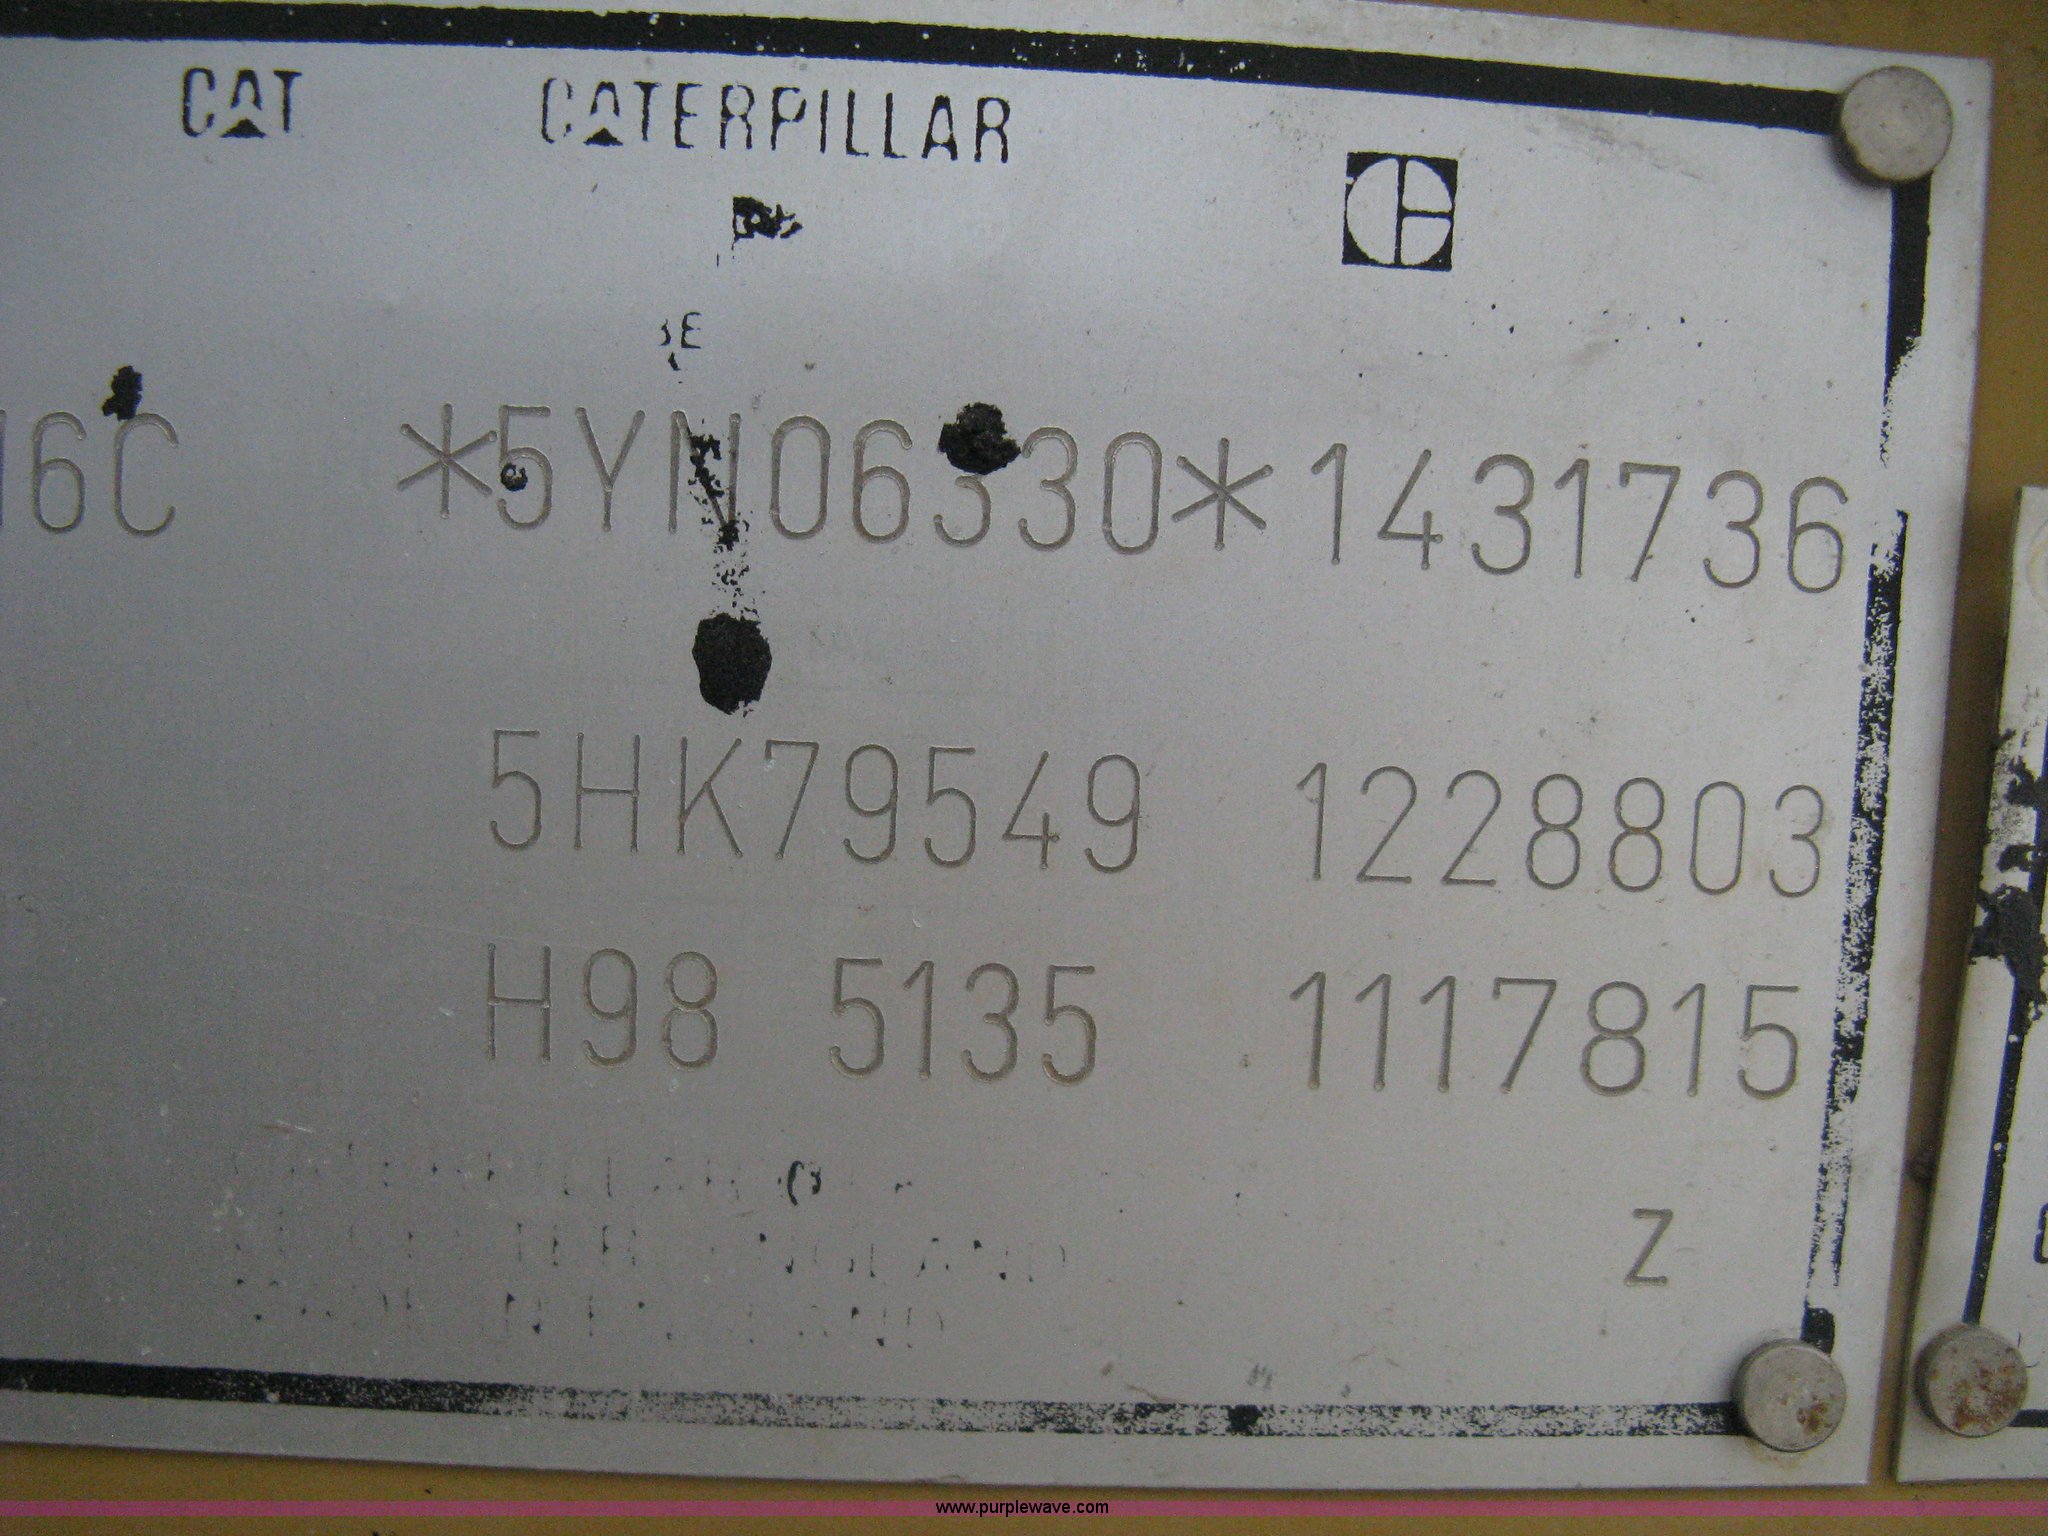 CAT CATERPILLAR
16C *5YN06330* 1431736
5HK79549 1228803
H98 5135 1117815
Z
www.purplewave.com